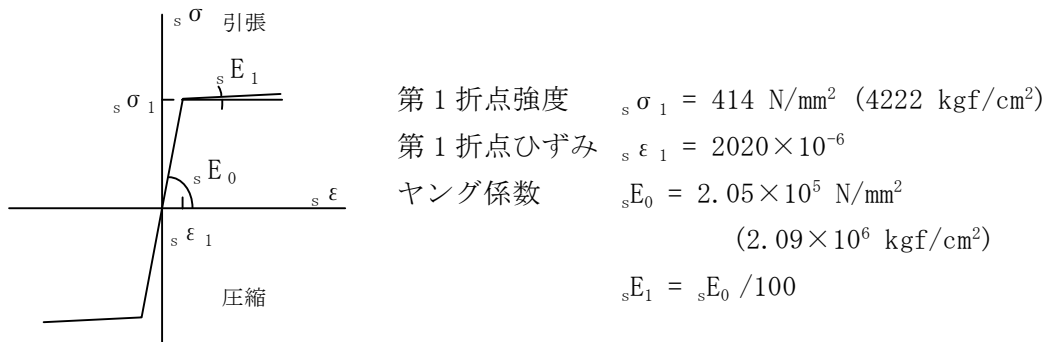 sσ 引張
sE1
sσ1
sE0
sε
sε1
圧縮
第1折点強度 sσ1 = 414 N/mm² (4222 kgf/cm²)
第1折点ひずみ sε1 = 2020×10⁻⁶
ヤング係数 sE0 = 2.05×10⁵ N/mm²
(2.09×10⁶ kgf/cm²)
sE1 = sE0 /100